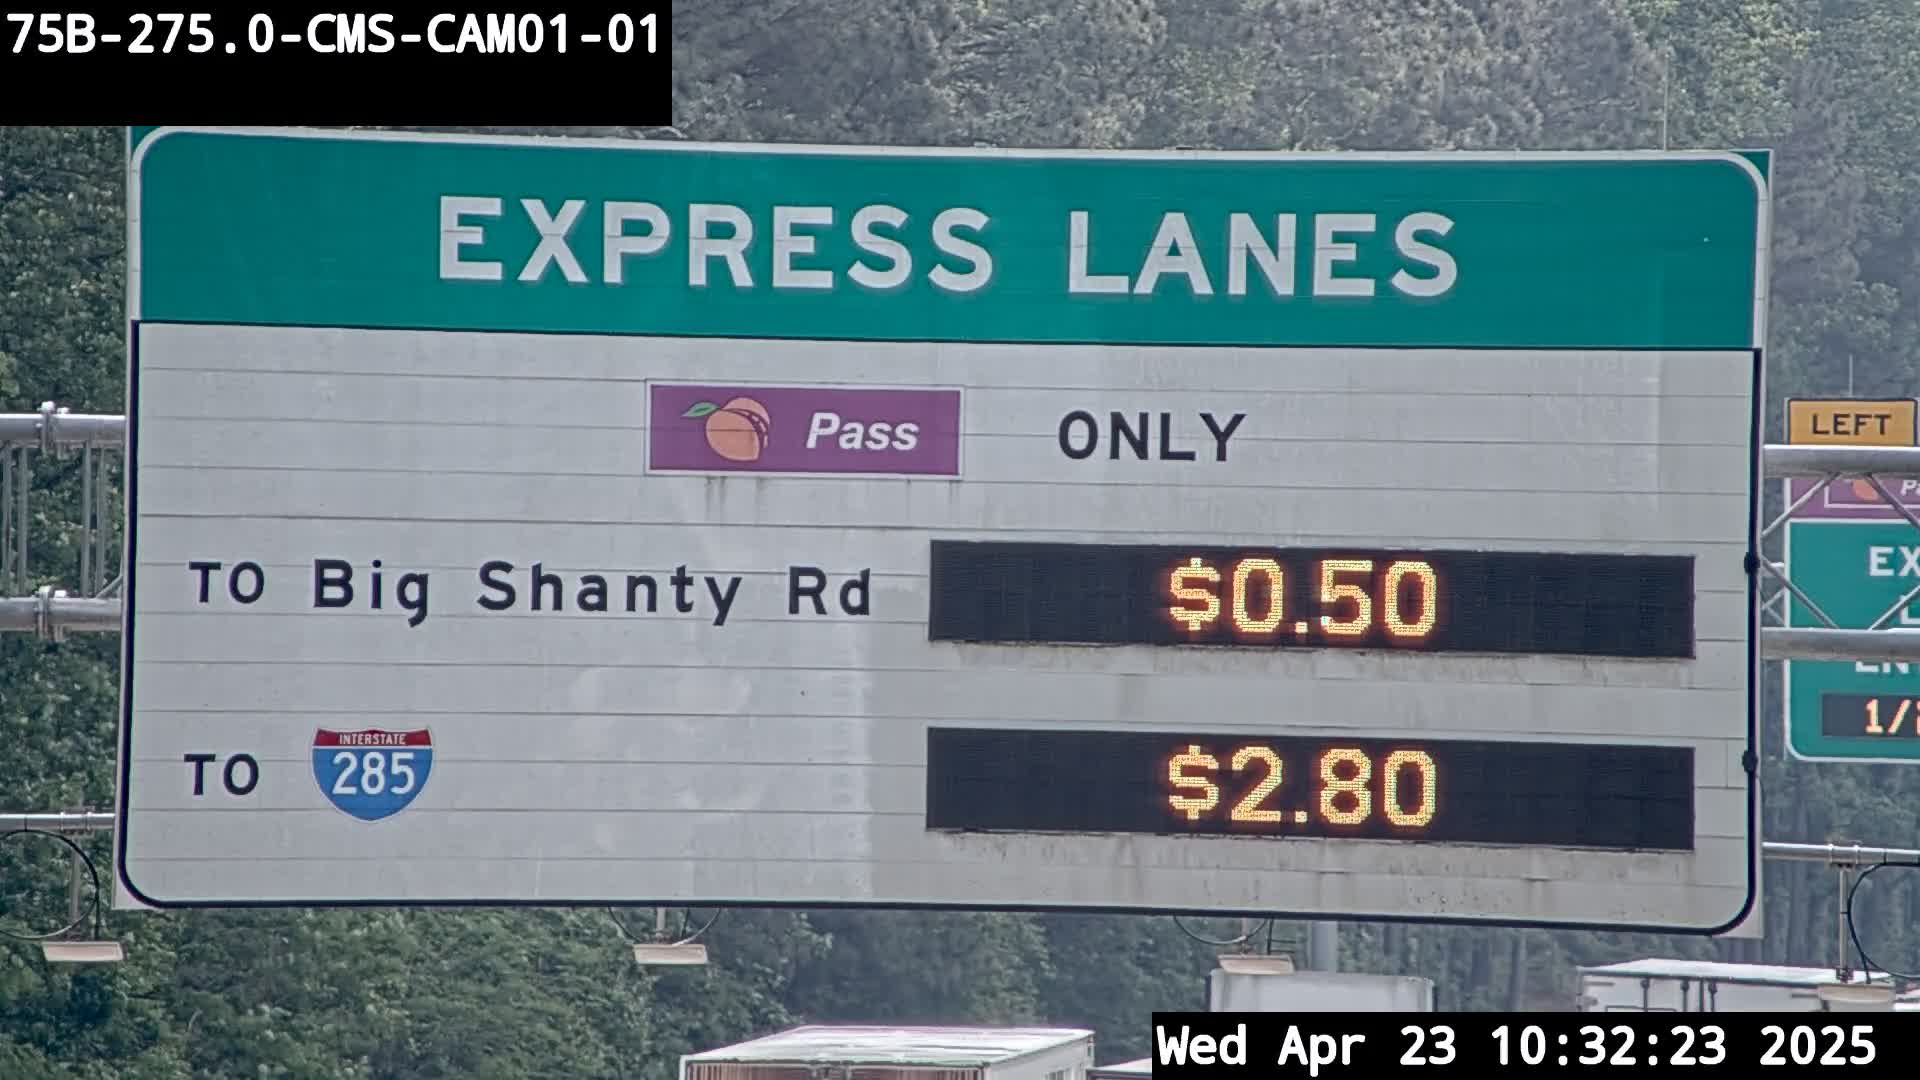 75B-275.0-CMS-CAM01-01
EXPRESS LANES
Pass ONLY
TO Big Shanty Rd $0.50
TO INTERSTATE 285 $2.80
LEFT
Wed Apr 23 10:32:23 2025